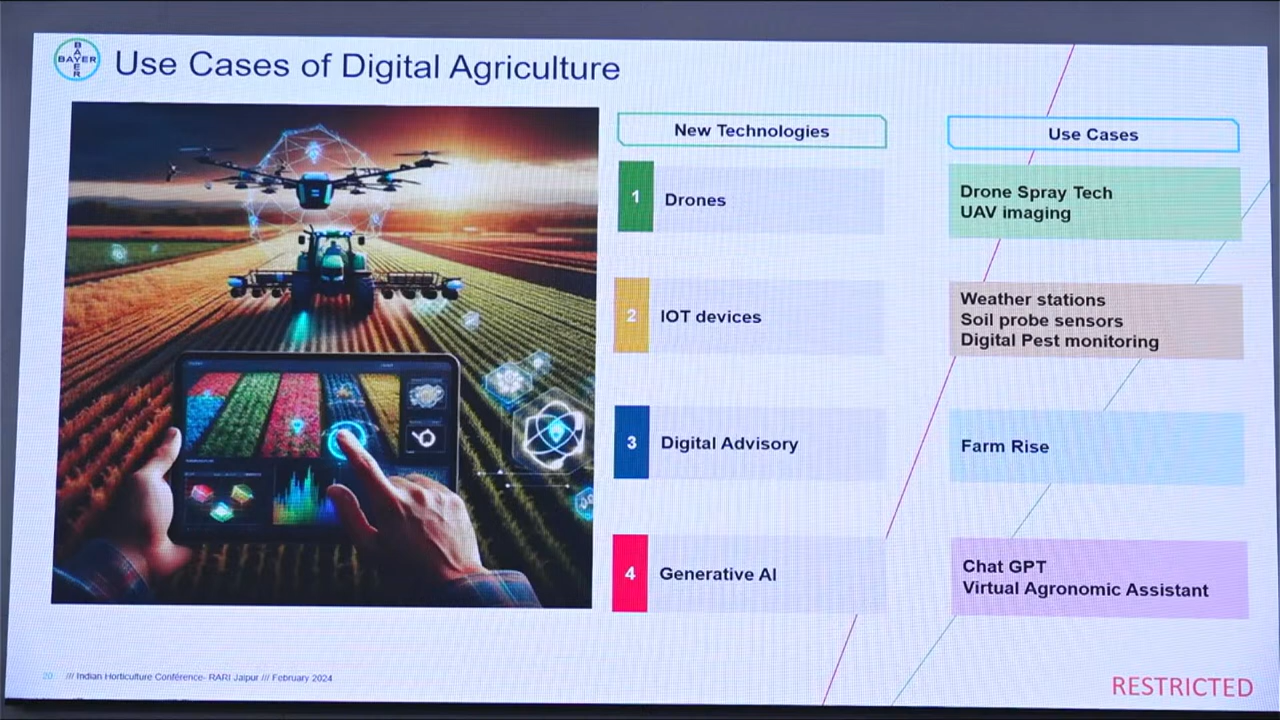 BAYER
BAYER
Use Cases of Digital Agriculture
New Technologies
Use Cases
1
Drones
Drone Spray Tech
UAV imaging
2
IOT devices
Weather stations
Soil probe sensors
Digital Pest monitoring
3
Digital Advisory
Farm Rise
4
Generative AI
Chat GPT
Virtual Agronomic Assistant
20
/// Indian Horticulture Conférence- RARI Jaipur /// February 2024
RESTRICTED